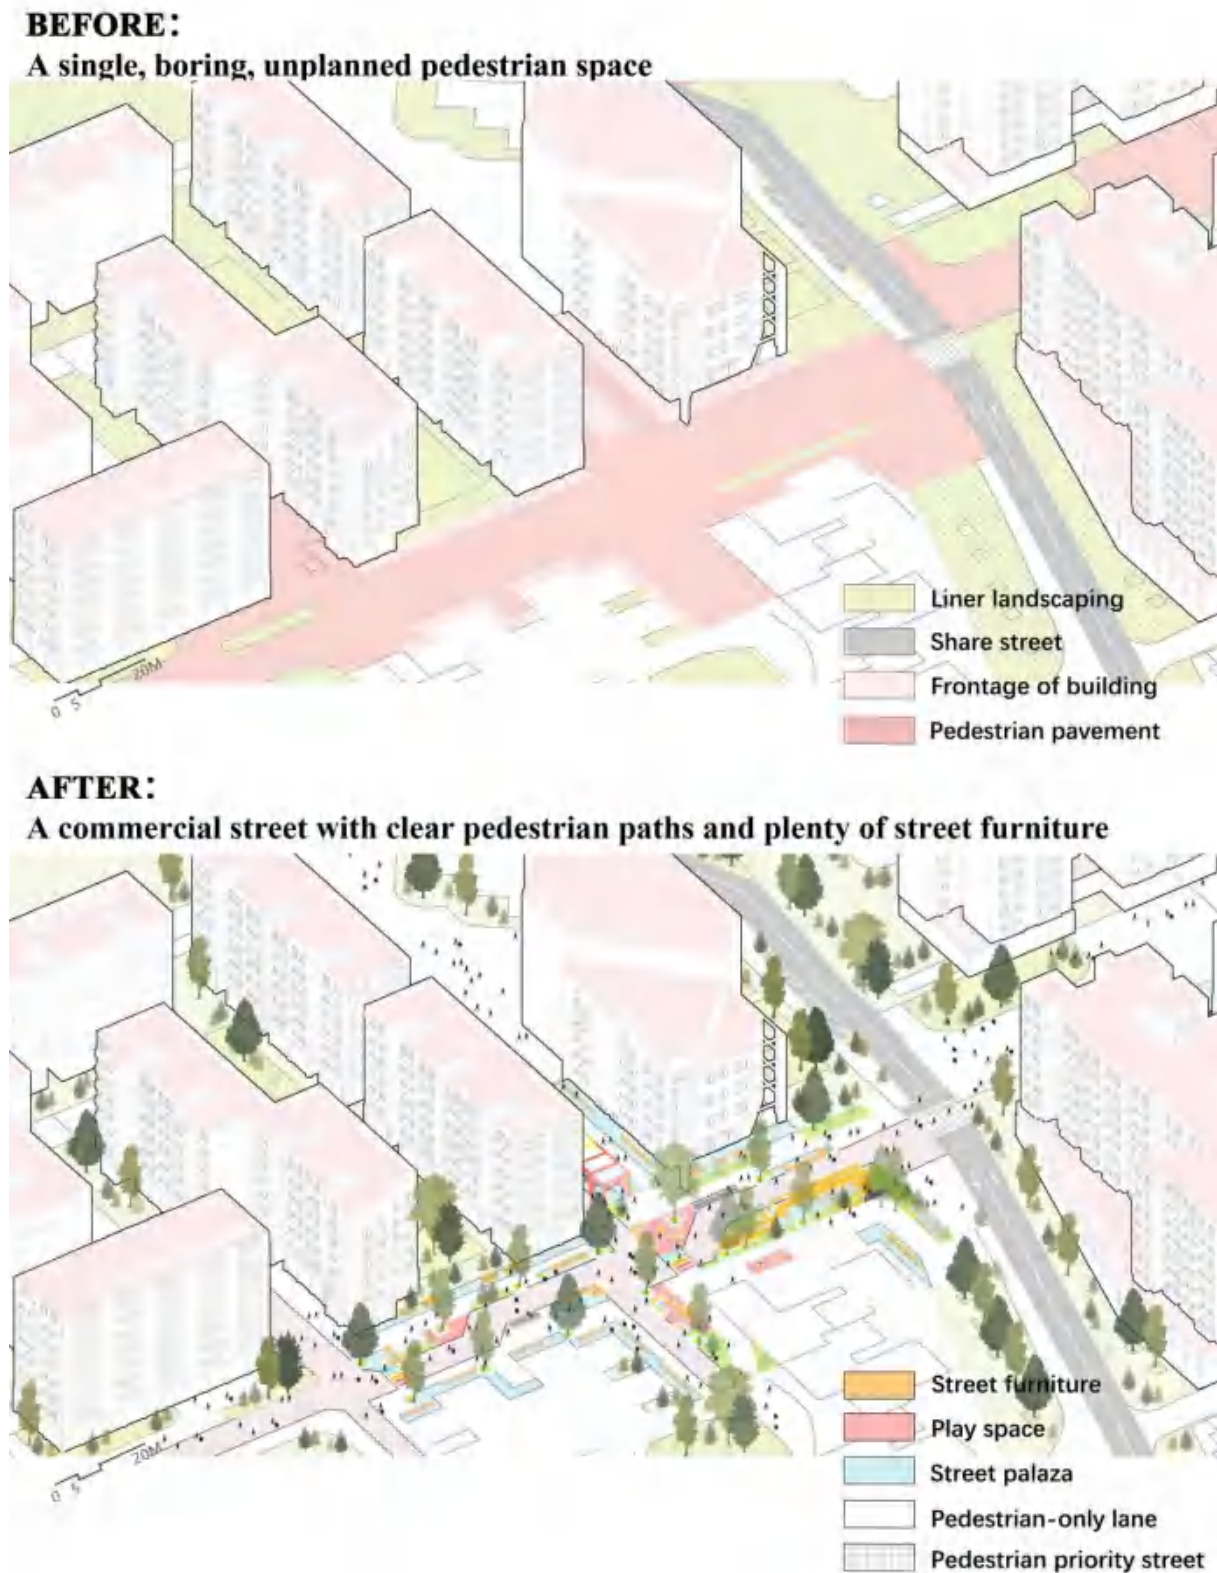 BEFORE:
A single, boring, unplanned pedestrian space
Liner landscaping
Share street
Frontage of building
Pedestrian pavement
0 5 20M
AFTER:
A commercial street with clear pedestrian paths and plenty of street furniture
Street furniture
Play space
Street palaza
Pedestrian-only lane
Pedestrian priority street
0 5 20M